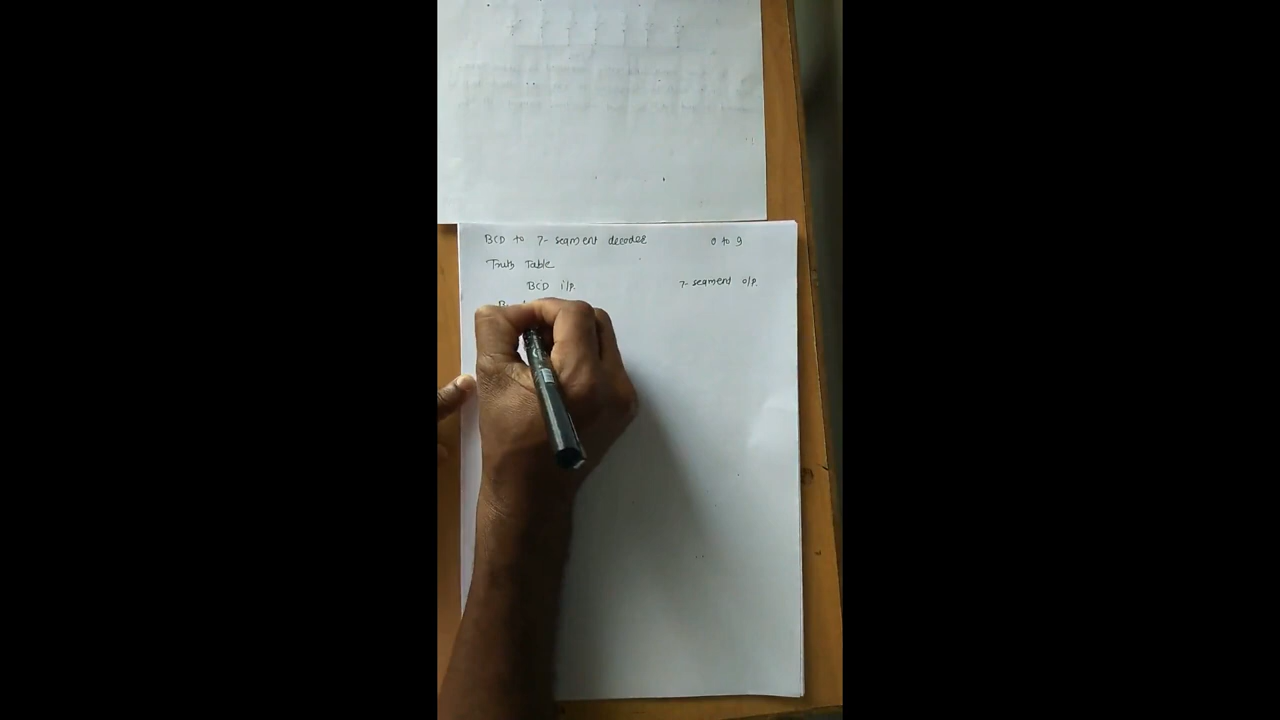 BCD to 7- segment decoder 0 to 9
Truth Table
BCD i/p. 7- segment o/p.